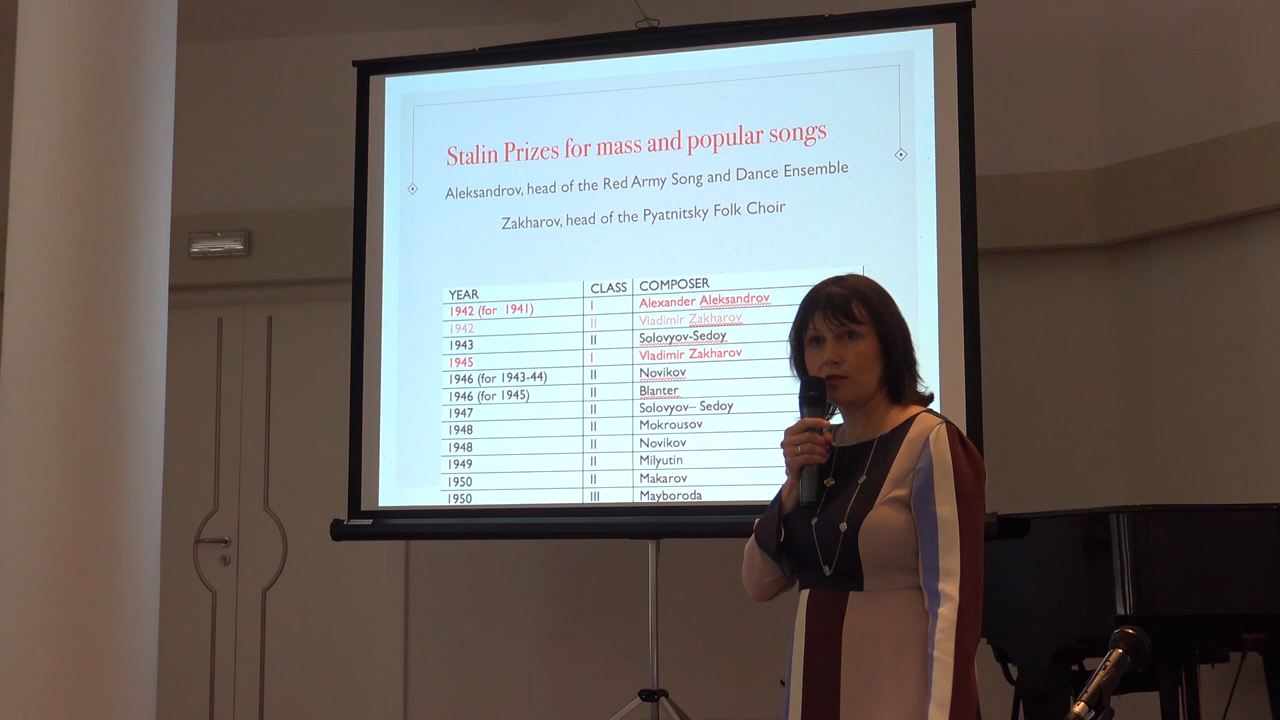 Stalin Prizes for mass and popular songs
Aleksandrov, head of the Red Army Song and Dance Ensemble
Zakharov, head of the Pyatnitsky Folk Choir
YEAR CLASS COMPOSER
1942 (for 1941) I Alexander Aleksandrov
1942 II Vladimir Zakharov
1943 II Solovyov-Sedoy
1945 I Vladimir Zakharov
1946 (for 1943-44) II Novikov
1946 (for 1945) II Blanter
1947 II Solovyov– Sedoy
1948 II Mokrousov
1948 II Novikov
1949 II Milyutin
1950 II Makarov
1950 III Mayboroda